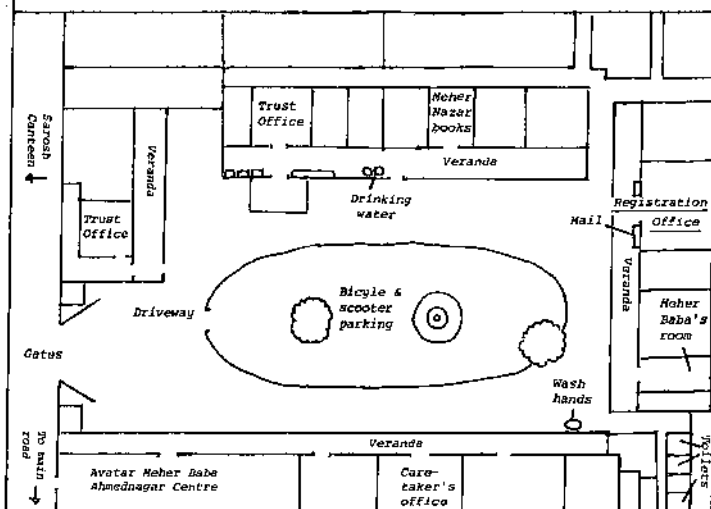 Trust
Office
Meher
Nazar
books
Veranda
Drinking
water
Sarosh
Canteen
Veranda
Trust
Office
Registration
Office
Mail
Veranda
Meher
Baba's
room
Driveway
Bicyle &
scooter
parking
Gates
Wash
hands
To main
road
Veranda
Avatar Meher Baba
Ahmednagar Centre
Care-
taker's
office
Toilets